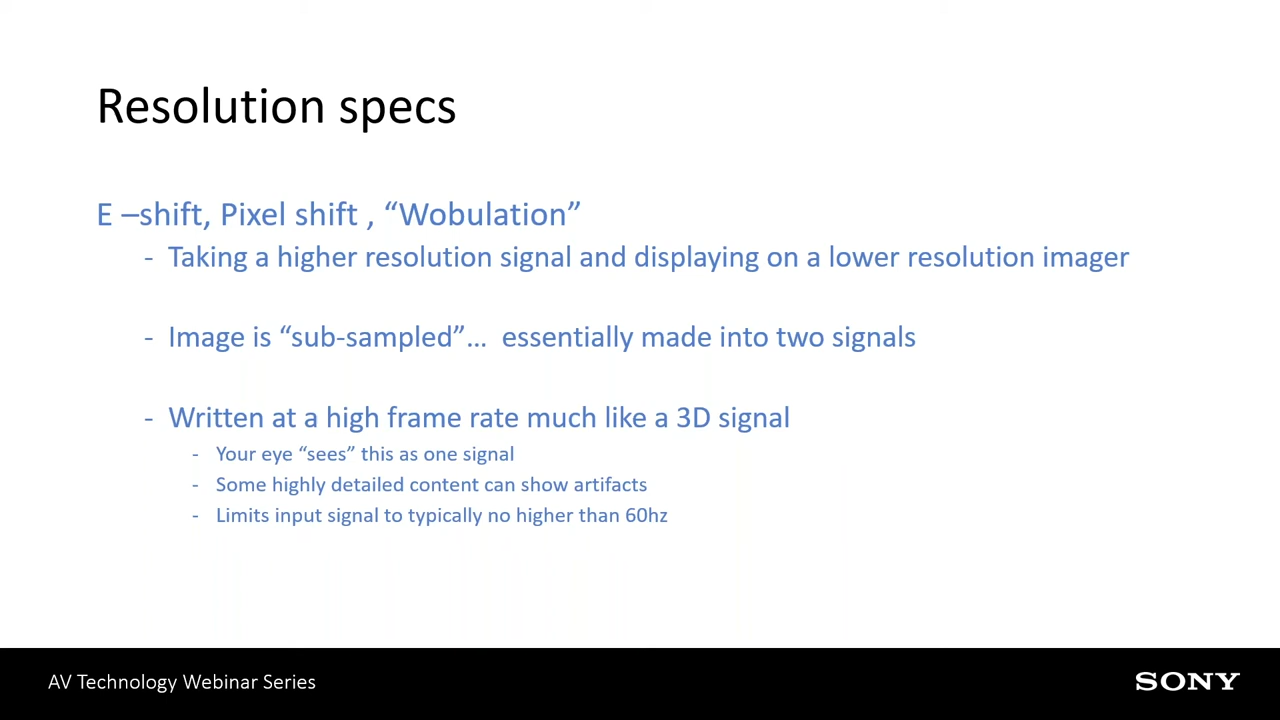 Resolution specs
E –shift, Pixel shift , “Wobulation”
- Taking a higher resolution signal and displaying on a lower resolution imager
- Image is “sub-sampled”… essentially made into two signals
- Written at a high frame rate much like a 3D signal
- Your eye “sees” this as one signal
- Some highly detailed content can show artifacts
- Limits input signal to typically no higher than 60hz
AV Technology Webinar Series
SONY